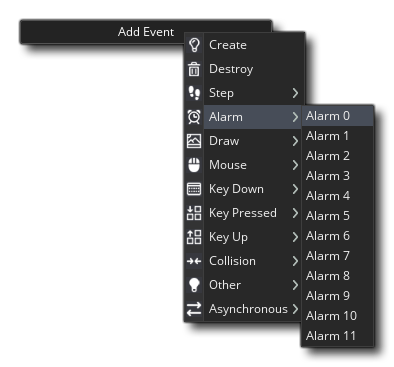 Add Event
Create
Destroy
Step
Alarm
Draw
Mouse
Key Down
Key Pressed
Key Up
Collision
Other
Asynchronous
Alarm 0
Alarm 1
Alarm 2
Alarm 3
Alarm 4
Alarm 5
Alarm 6
Alarm 7
Alarm 8
Alarm 9
Alarm 10
Alarm 11